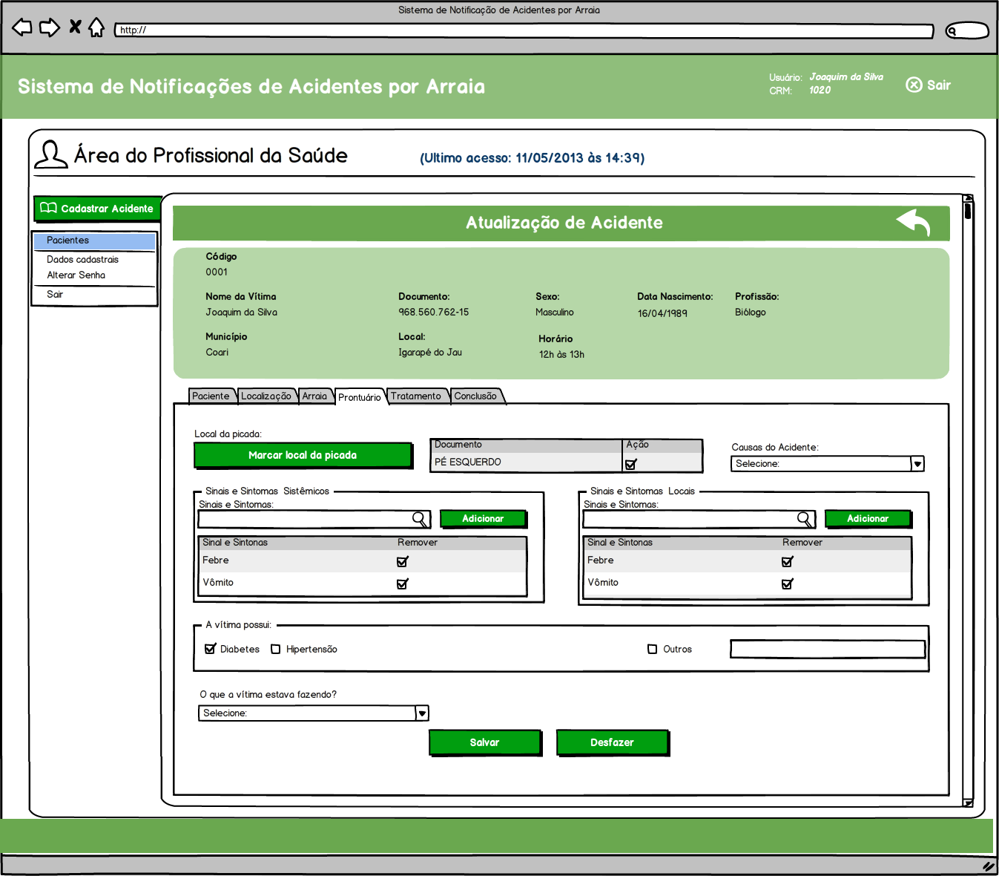 Sistema de Notificação de Acidentes por Arraia
http://
Sistema de Notificações de Acidentes por Arraia
Usuário: Joaquim da Silva
CRM: 1020
Sair
Área do Profissional da Saúde
(Ultimo acesso: 11/05/2013 às 14:39)
Cadastrar Acidente
Pacientes
Dados cadastrais
Alterar Senha
Sair
Atualização de Acidente
Código
0001
Nome da Vítima Documento: Sexo: Data Nascimento: Profissão:
Joaquim da Silva 968.560.762-15 Masculino 16/04/1989 Biólogo
Município Local: Horário
Coari Igarapé do Jau 12h às 13h
Paciente Localização Arraia Prontuário Tratamento Conclusão
Local da picada:
Marcar local da picada
Documento Ação
PÉ ESQUERDO
Causas do Acidente:
Selecione:
Sinais e Sintomas Sistêmicos
Sinais e Sintomas:
Adicionar
Sinal e Sintonas Remover
Febre
Vômito
Sinais e Sintomas Locais
Sinais e Sintomas:
Adicionar
Sinal e Sintonas Remover
Febre
Vômito
A vítima possui:
Diabetes Hipertensão Outros
O que a vítima estava fazendo?
Selecione:
Salvar Desfazer